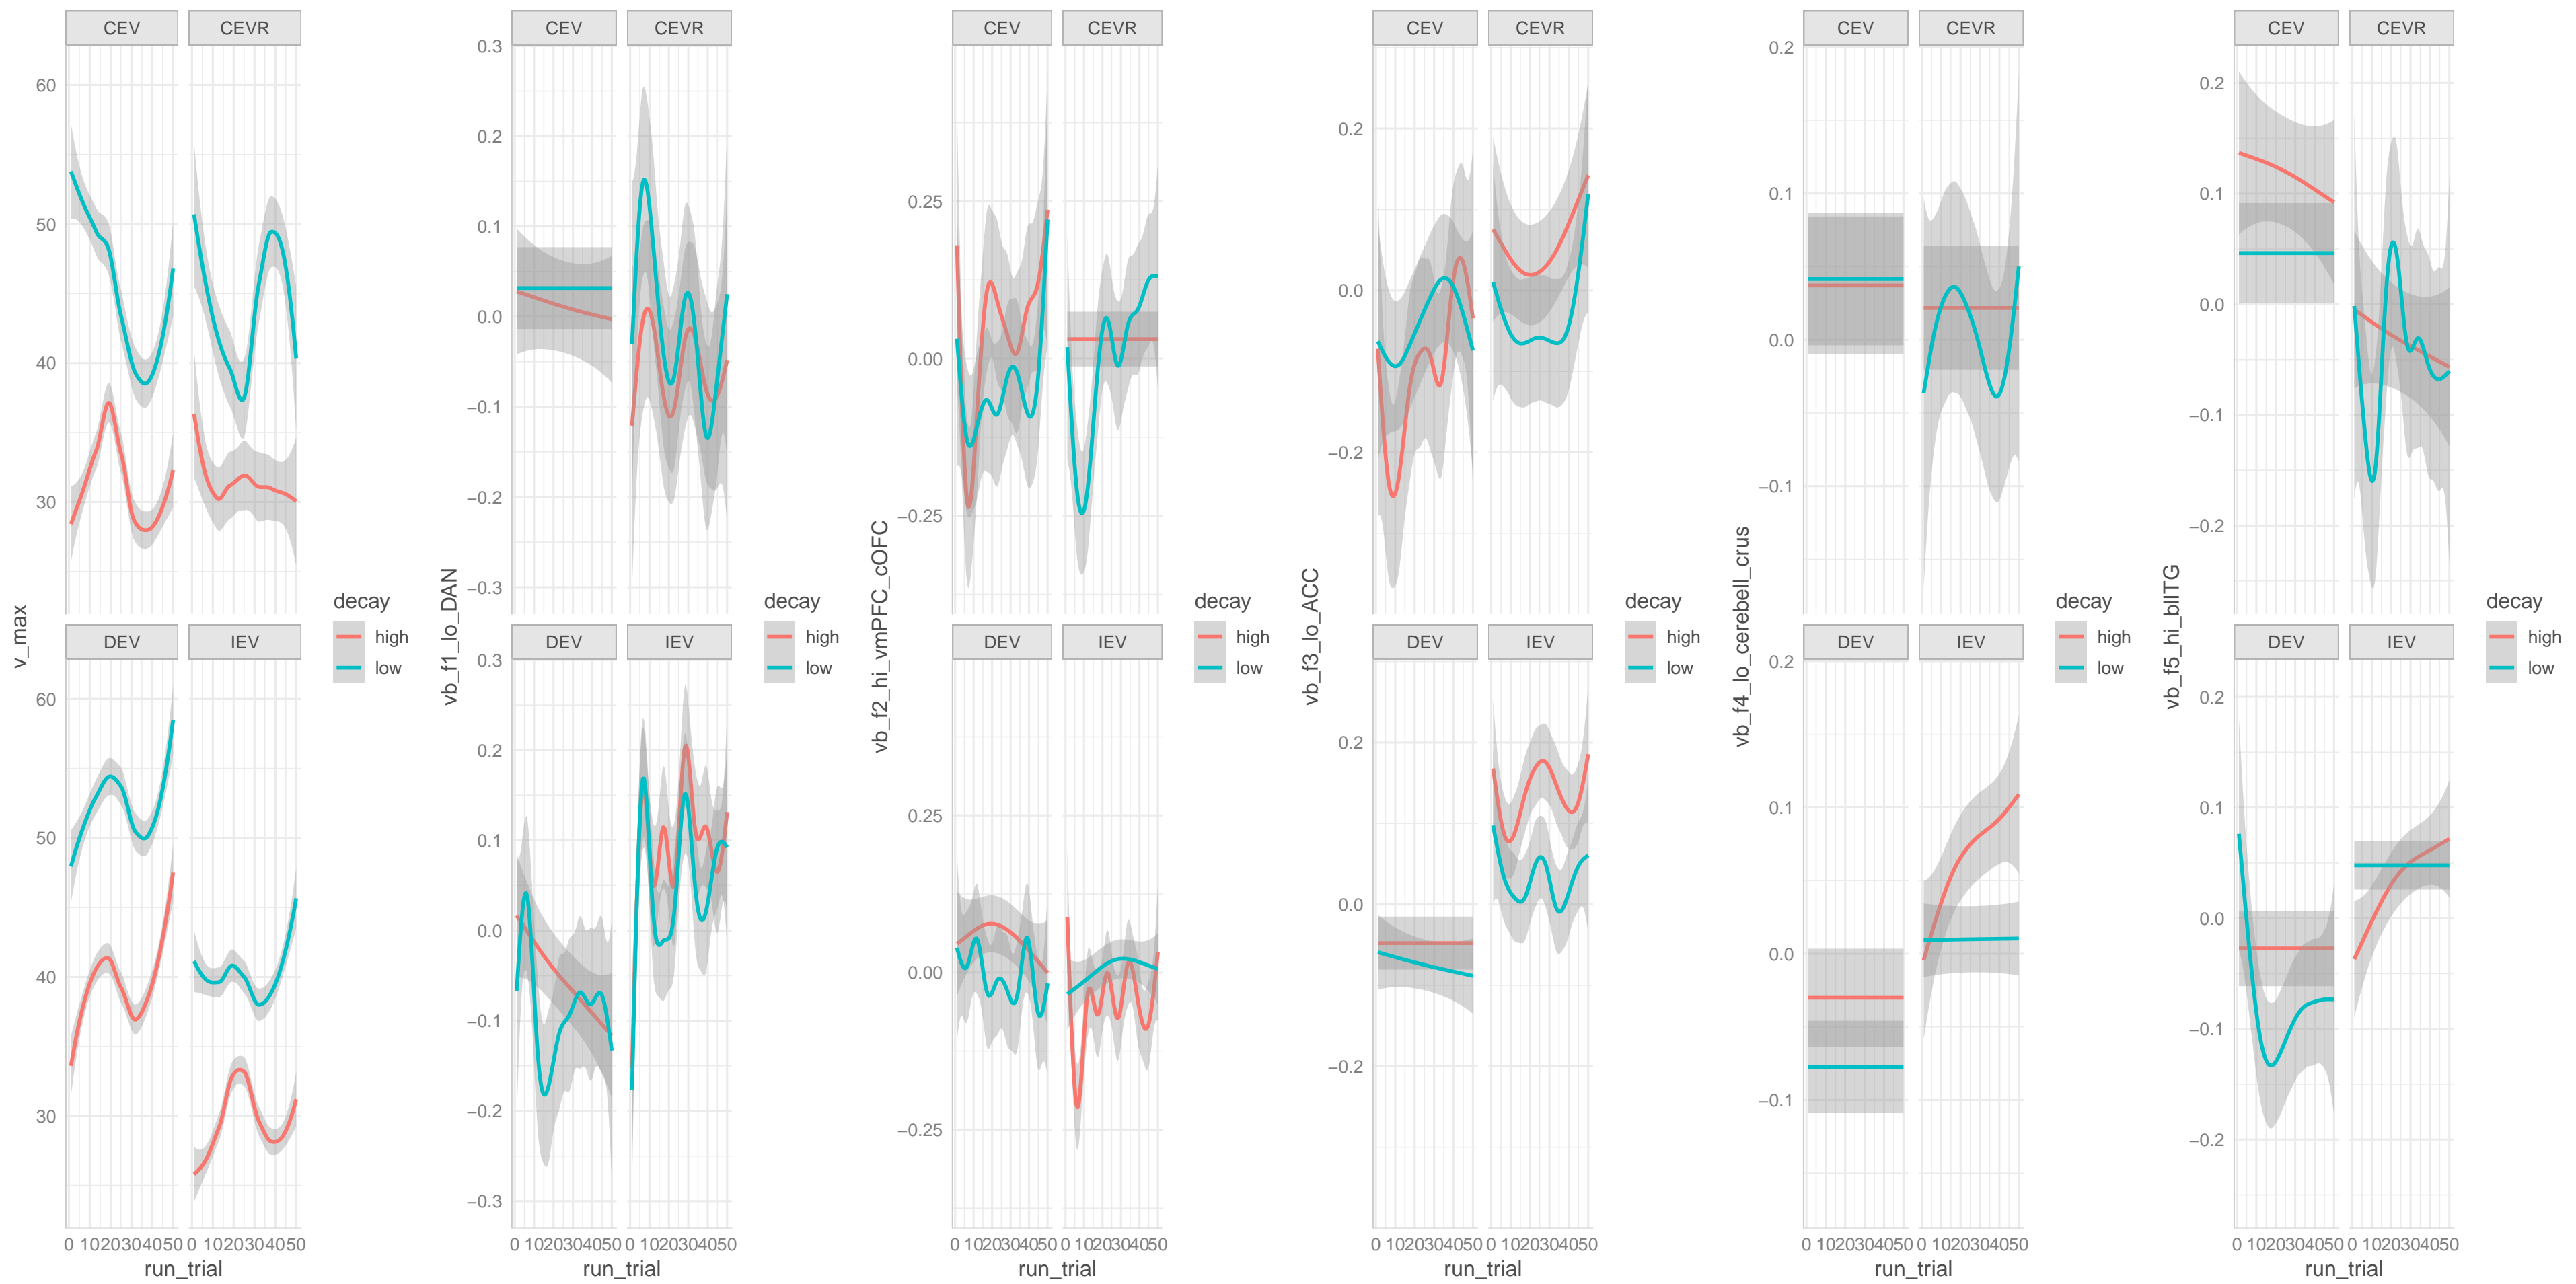 v_max
CEV
CEVR
60
50
40
30
DEV
IEV
60
50
40
30
0 1020304050 0 1020304050
run_trial
decay
high
low
vb_f1_lo_DAN
CEV
CEVR
0.3
0.2
0.1
0.0
−0.1
−0.2
−0.3
DEV
IEV
0.3
0.2
0.1
0.0
−0.1
−0.2
−0.3
0 1020304050 0 1020304050
run_trial
decay
high
low
vb_f2_hi_vmPFC_cOFC
CEV
CEVR
0.25
0.00
−0.25
DEV
IEV
0.25
0.00
−0.25
0 1020304050 0 1020304050
run_trial
decay
high
low
vb_f3_lo_ACC
CEV
CEVR
0.2
0.0
−0.2
DEV
IEV
0.2
0.0
−0.2
0 1020304050 0 1020304050
run_trial
decay
high
low
vb_f4_lo_cerebell_crus
CEV
CEVR
0.2
0.1
0.0
−0.1
DEV
IEV
0.2
0.1
0.0
−0.1
0 1020304050 0 1020304050
run_trial
decay
high
low
vb_f5_hi_blITG
CEV
CEVR
0.2
0.1
0.0
−0.1
−0.2
DEV
IEV
0.2
0.1
0.0
−0.1
−0.2
0 1020304050 0 1020304050
run_trial
decay
high
low